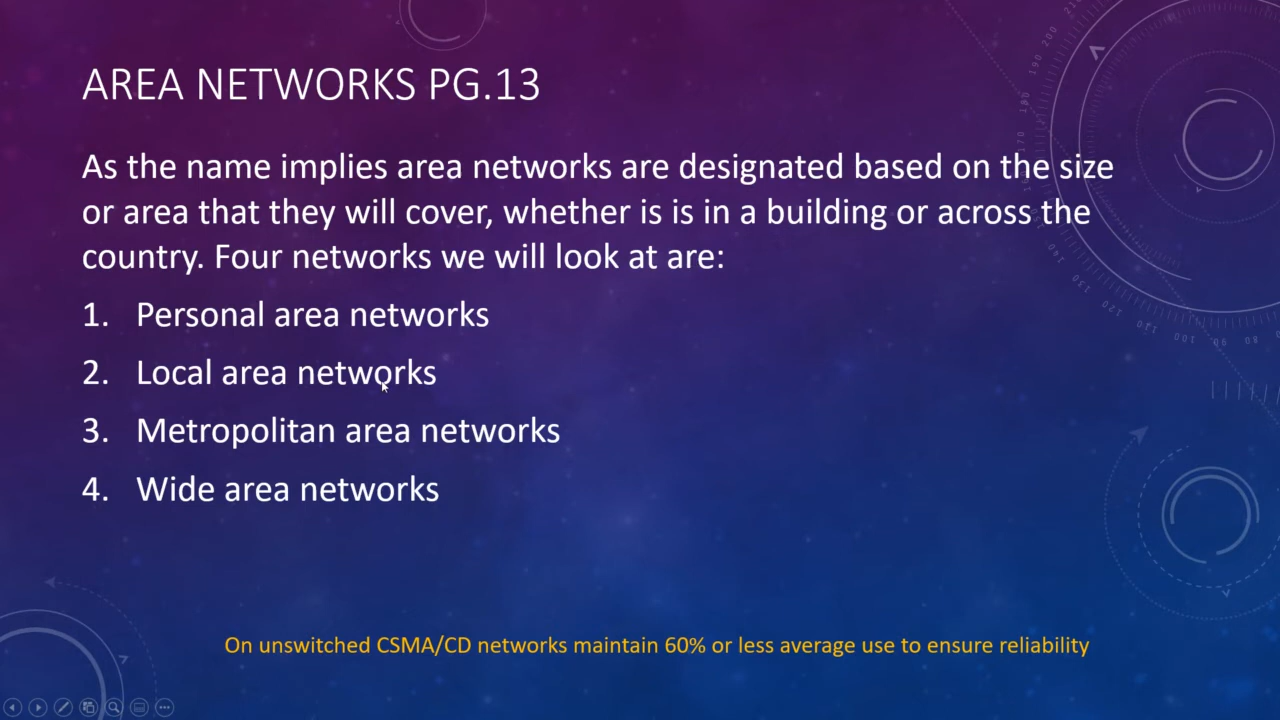 AREA NETWORKS PG.13
As the name implies area networks are designated based on the size
or area that they will cover, whether is is in a building or across the
country. Four networks we will look at are:
1. Personal area networks
2. Local area networks
3. Metropolitan area networks
4. Wide area networks
On unswitched CSMA/CD networks maintain 60% or less average use to ensure reliability